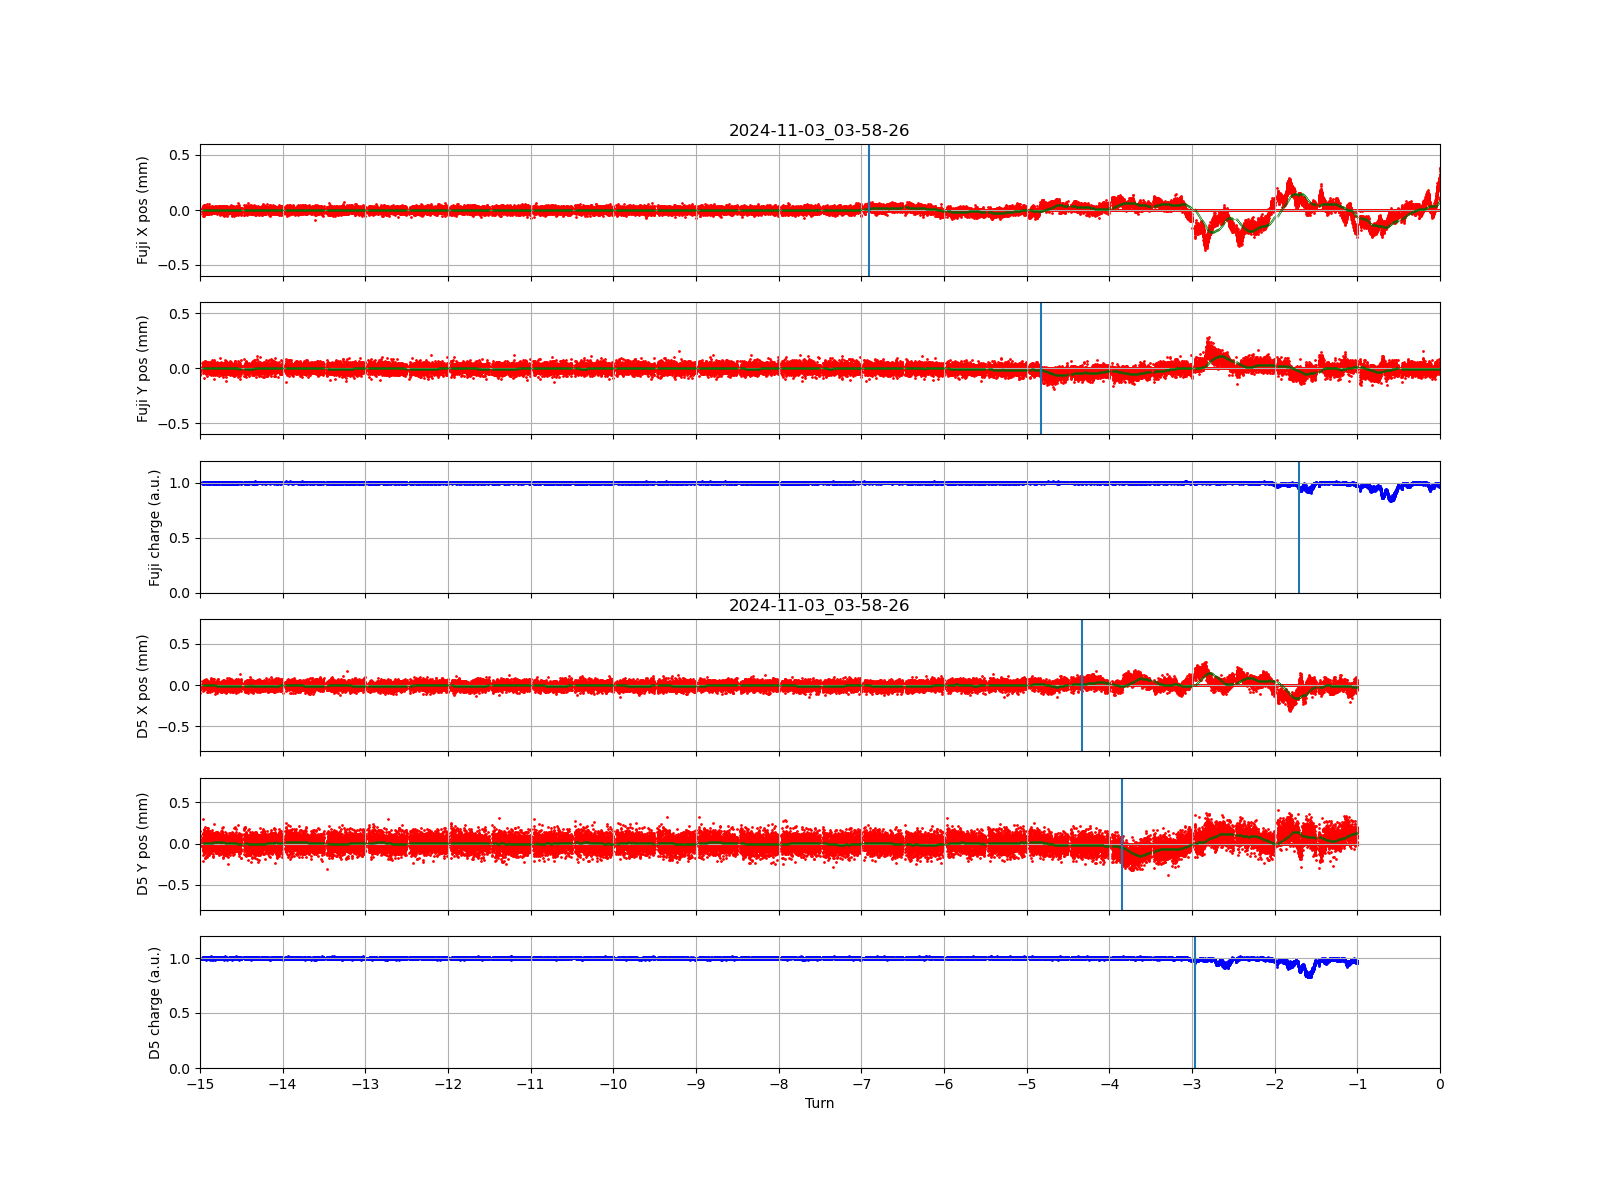 2024-11-03_03-58-26
Fuji X pos (mm)
0.5
0.0
−0.5
Fuji Y pos (mm)
0.5
0.0
−0.5
Fuji charge (a.u.)
1.0
0.5
0.0
2024-11-03_03-58-26
D5 X pos (mm)
0.5
0.0
−0.5
D5 Y pos (mm)
0.5
0.0
−0.5
D5 charge (a.u.)
1.0
0.5
0.0
−15 −14 −13 −12 −11 −10 −9 −8 −7 −6 −5 −4 −3 −2 −1 0
Turn